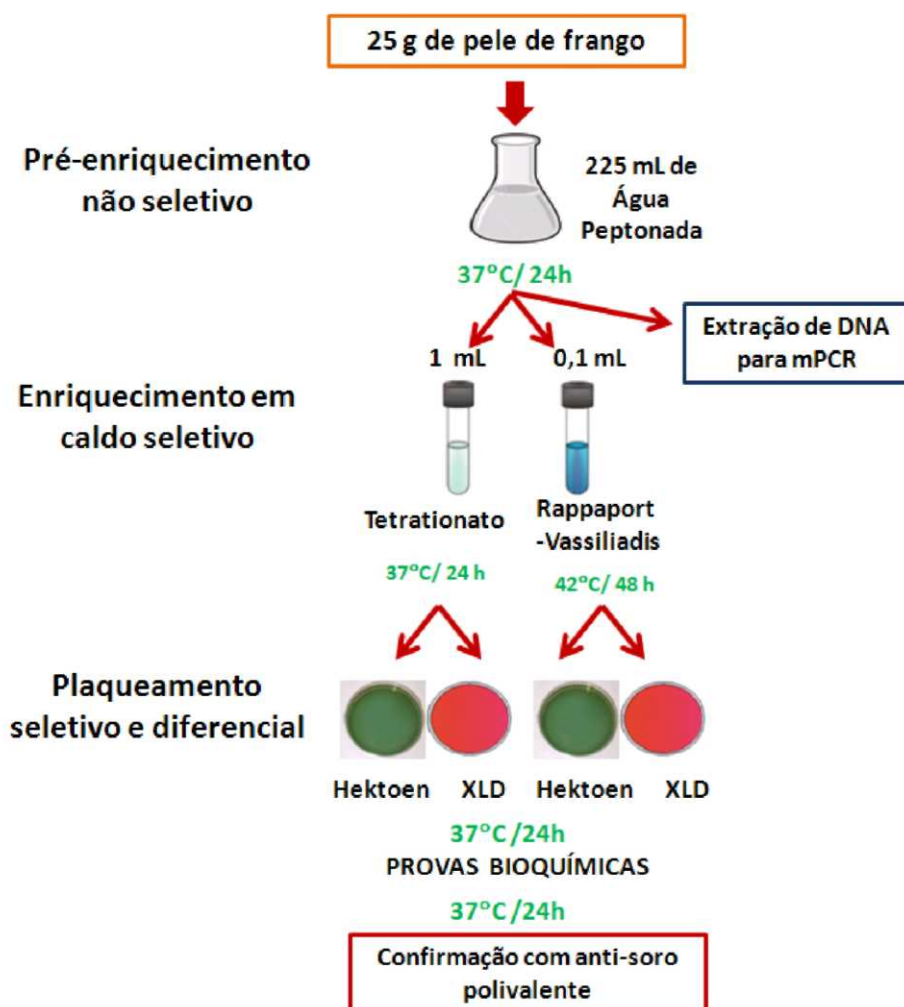 25 g de pele de frango
Pré-enriquecimento
não seletivo
225 mL de
Água
Peptonada
37°C/ 24h
Extração de DNA
para mPCR
1 mL
0,1 mL
Enriquecimento em
caldo seletivo
Tetrationato
Rappaport
-Vassiliadis
37°C/ 24 h
42°C/ 48 h
Plaqueamento
seletivo e diferencial
Hektoen XLD Hektoen XLD
37°C /24h
PROVAS BIOQUÍMICAS
37°C /24h
Confirmação com anti-soro
polivalente